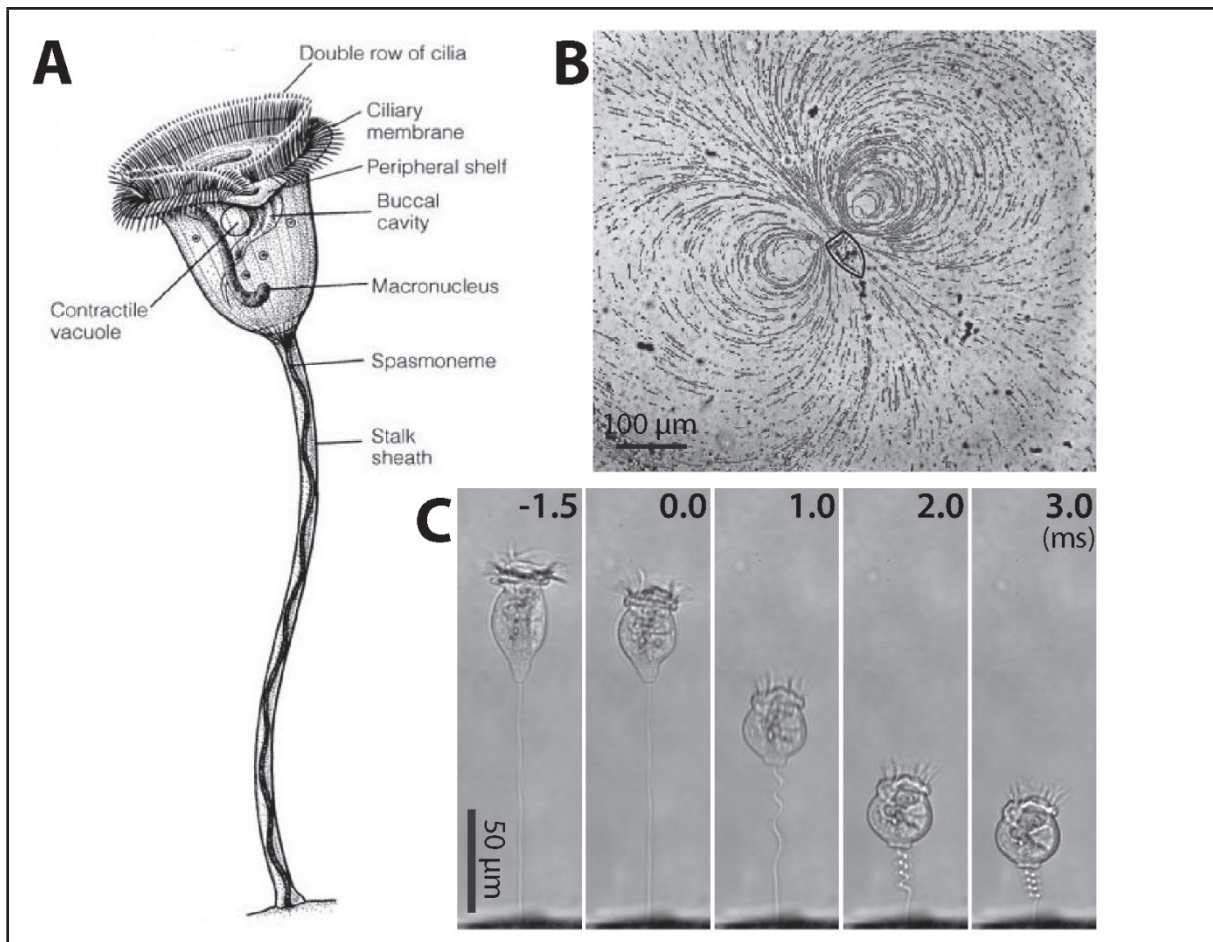 A
Double row of cilia
Ciliary
membrane
Peripheral shelf
Buccal
cavity
Macronucleus
Contractile
vacuole
Spasmoneme
Stalk
sheath
B
1
100 µm
C
-1.5
0.0
1.0
2.0
3.0
(ms)
50 µm